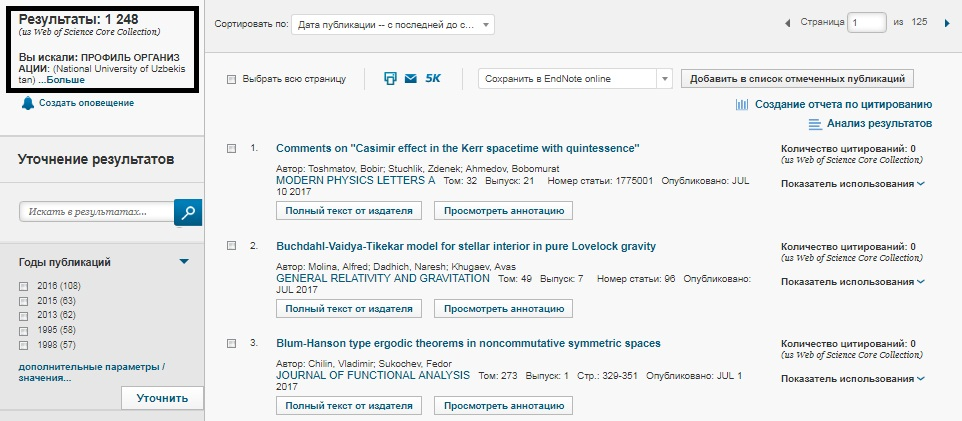 Результаты: 1 248
(из Web of Science Core Collection)
Вы искали: ПРОФИЛЬ ОРГАНИЗ
АЦИИ: (National University of Uzbekis
tan) ...Больше
Создать оповещение
Уточнение результатов
Искать в результатах...
Годы публикаций
2016 (108)
2015 (63)
2013 (62)
1995 (58)
1998 (57)
дополнительные параметры /
значения...
Уточнить
Сортировать по: Дата публикации -- с последней до с...
Страница 1 из 125
Выбрать всю страницу 5K Сохранить в EndNote online Добавить в список отмеченных публикаций
Создание отчета по цитированию
Анализ результатов
1. Comments on "Casimir effect in the Kerr spacetime with quintessence"
Автор: Toshmatov, Bobir; Stuchlik, Zdenek; Ahmedov, Bobomurat
MODERN PHYSICS LETTERS A Том: 32 Выпуск: 21 Номер статьи: 1775001 Опубликовано: JUL
10 2017
Полный текст от издателя Просмотреть аннотацию
Количество цитирований: 0
(из Web of Science Core Collection)
Показатель использования
2. Buchdahl-Vaidya-Tikekar model for stellar interior in pure Lovelock gravity
Автор: Molina, Alfred; Dadhich, Naresh; Khugaev, Avas
GENERAL RELATIVITY AND GRAVITATION Том: 49 Выпуск: 7 Номер статьи: 96 Опубликовано:
JUL 2017
Полный текст от издателя Просмотреть аннотацию
Количество цитирований: 0
(из Web of Science Core Collection)
Показатель использования
3. Blum-Hanson type ergodic theorems in noncommutative symmetric spaces
Автор: Chilin, Vladimir; Sukochev, Fedor
JOURNAL OF FUNCTIONAL ANALYSIS Том: 273 Выпуск: 1 Стр.: 329-351 Опубликовано: JUL 1
2017
Полный текст от издателя Просмотреть аннотацию
Количество цитирований: 0
(из Web of Science Core Collection)
Показатель использования